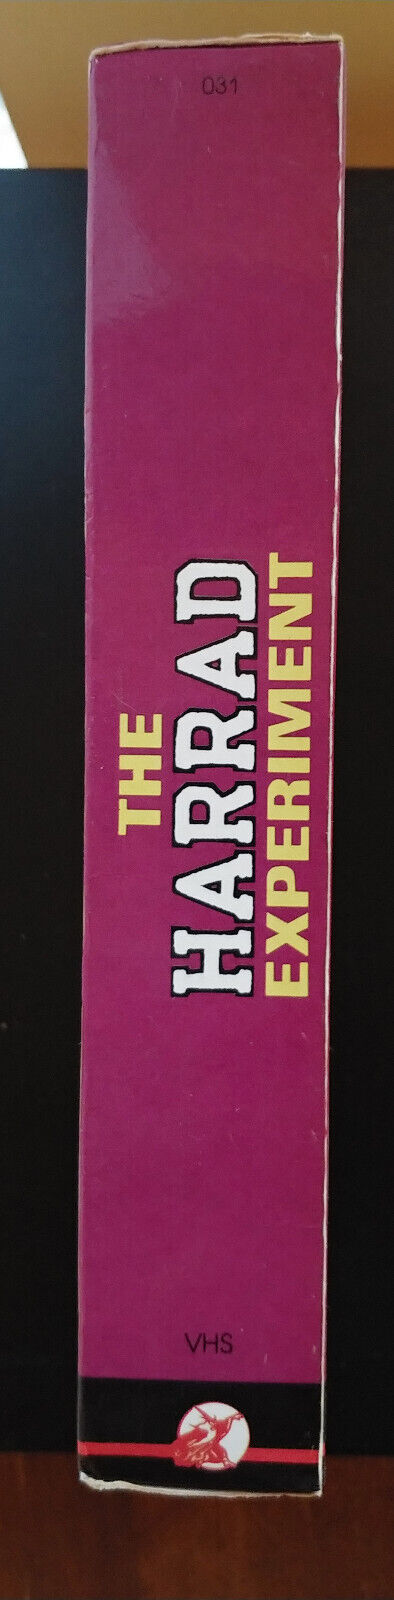 031
THE
HARRAD
EXPERIMENT
VHS